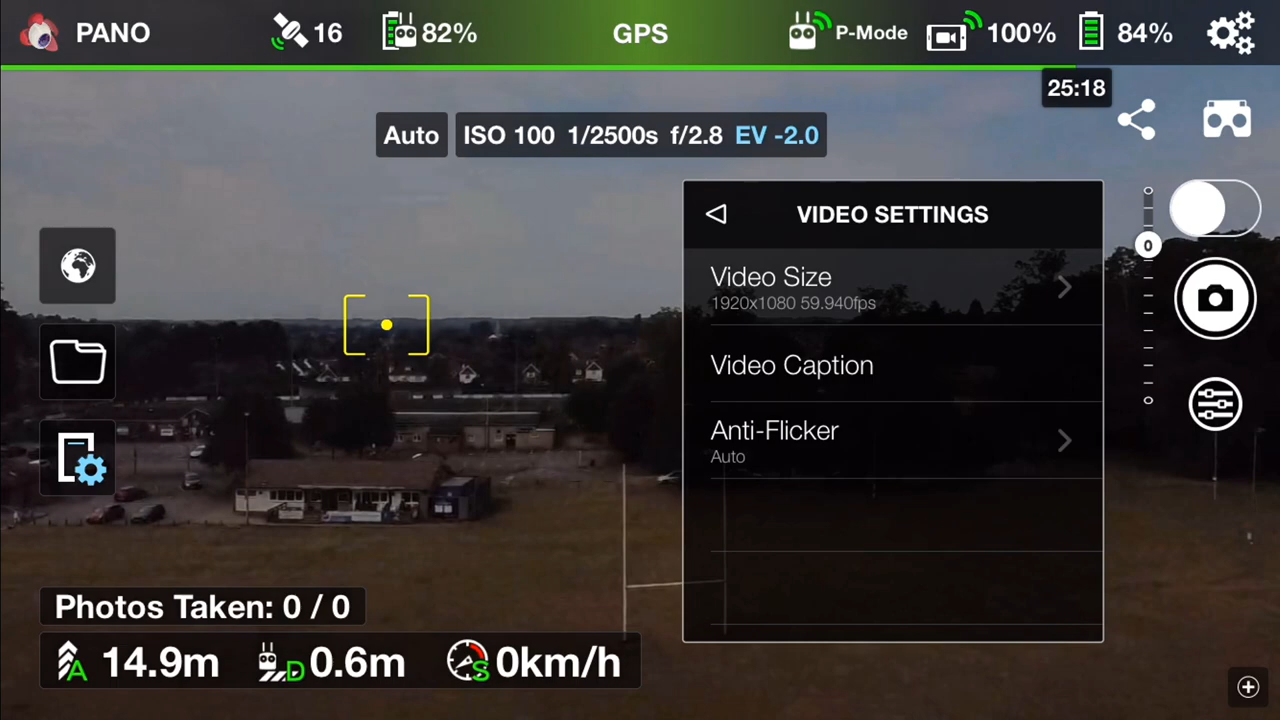 PANO
16
82%
GPS
P-Mode
100%
84%
25:18
Auto
ISO 100 1/2500s f/2.8 EV -2.0
VIDEO SETTINGS
Video Size
1920x1080 59.940fps
0
Video Caption
Anti-Flicker
Auto
Photos Taken: 0 / 0
A 14.9m D 0.6m S 0km/h